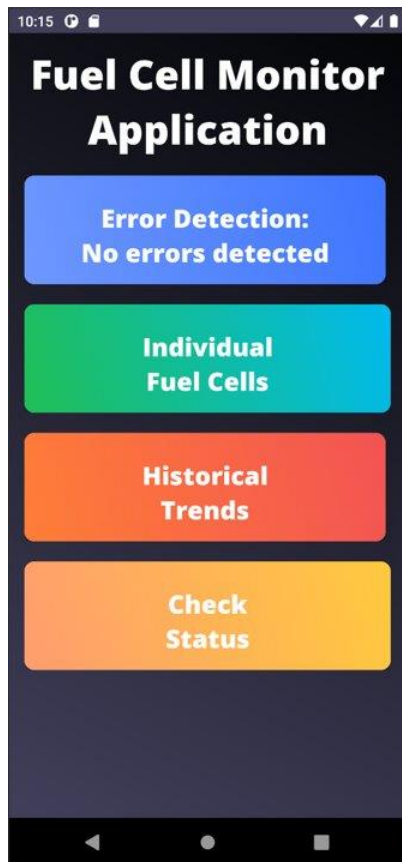 10:15
Fuel Cell Monitor
Application
Error Detection:
No errors detected
Individual
Fuel Cells
Historical
Trends
Check
Status